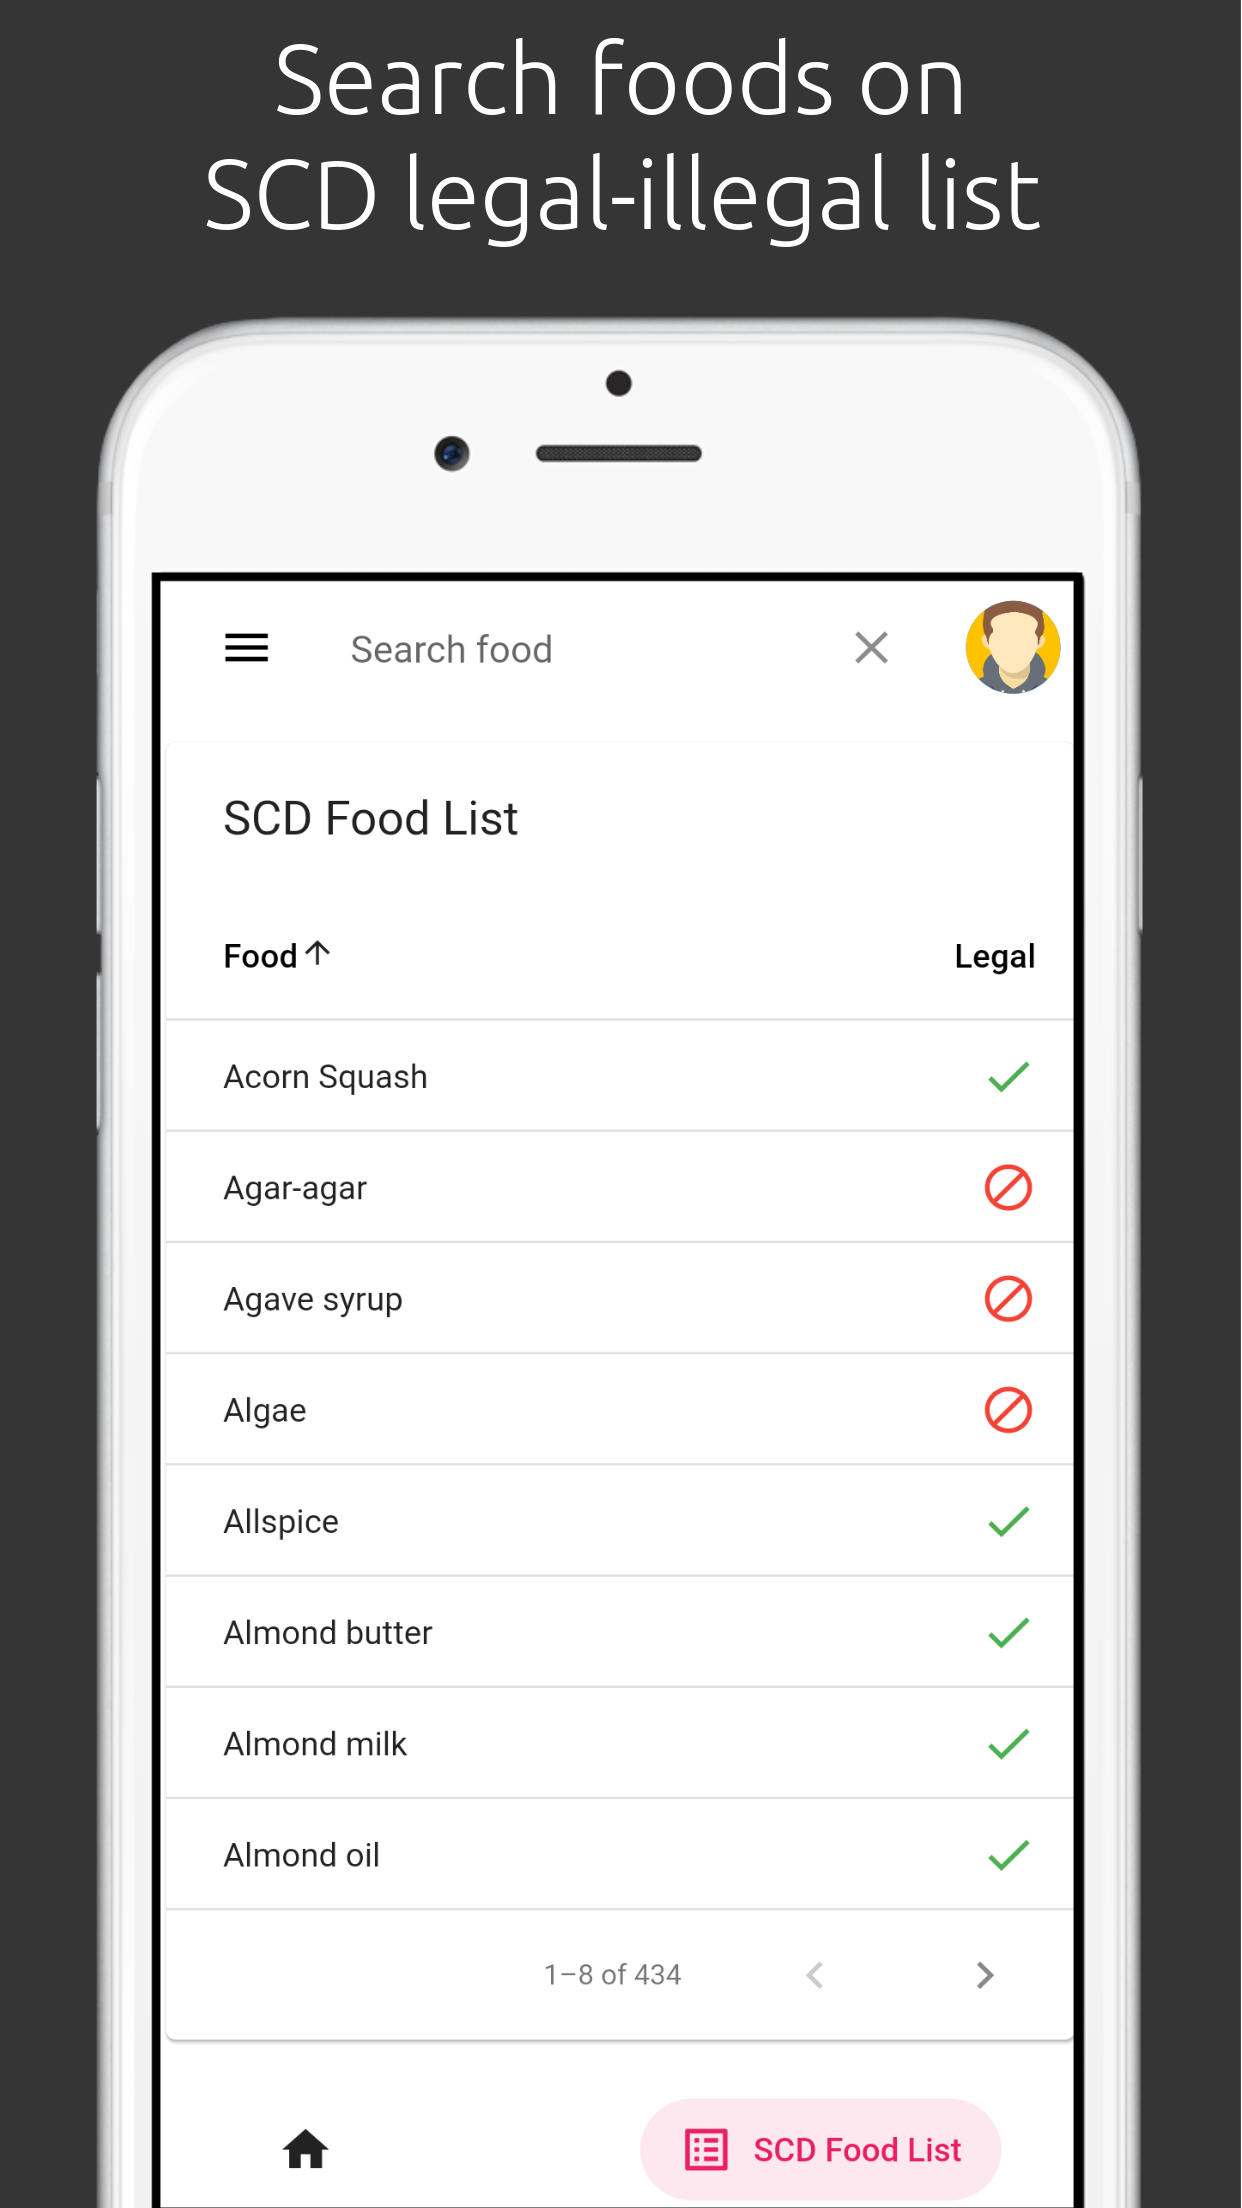 Search foods on
SCD legal-illegal list
Search food
SCD Food List
Food Legal
Acorn Squash
Agar-agar
Agave syrup
Algae
Allspice
Almond butter
Almond milk
Almond oil
1–8 of 434
SCD Food List